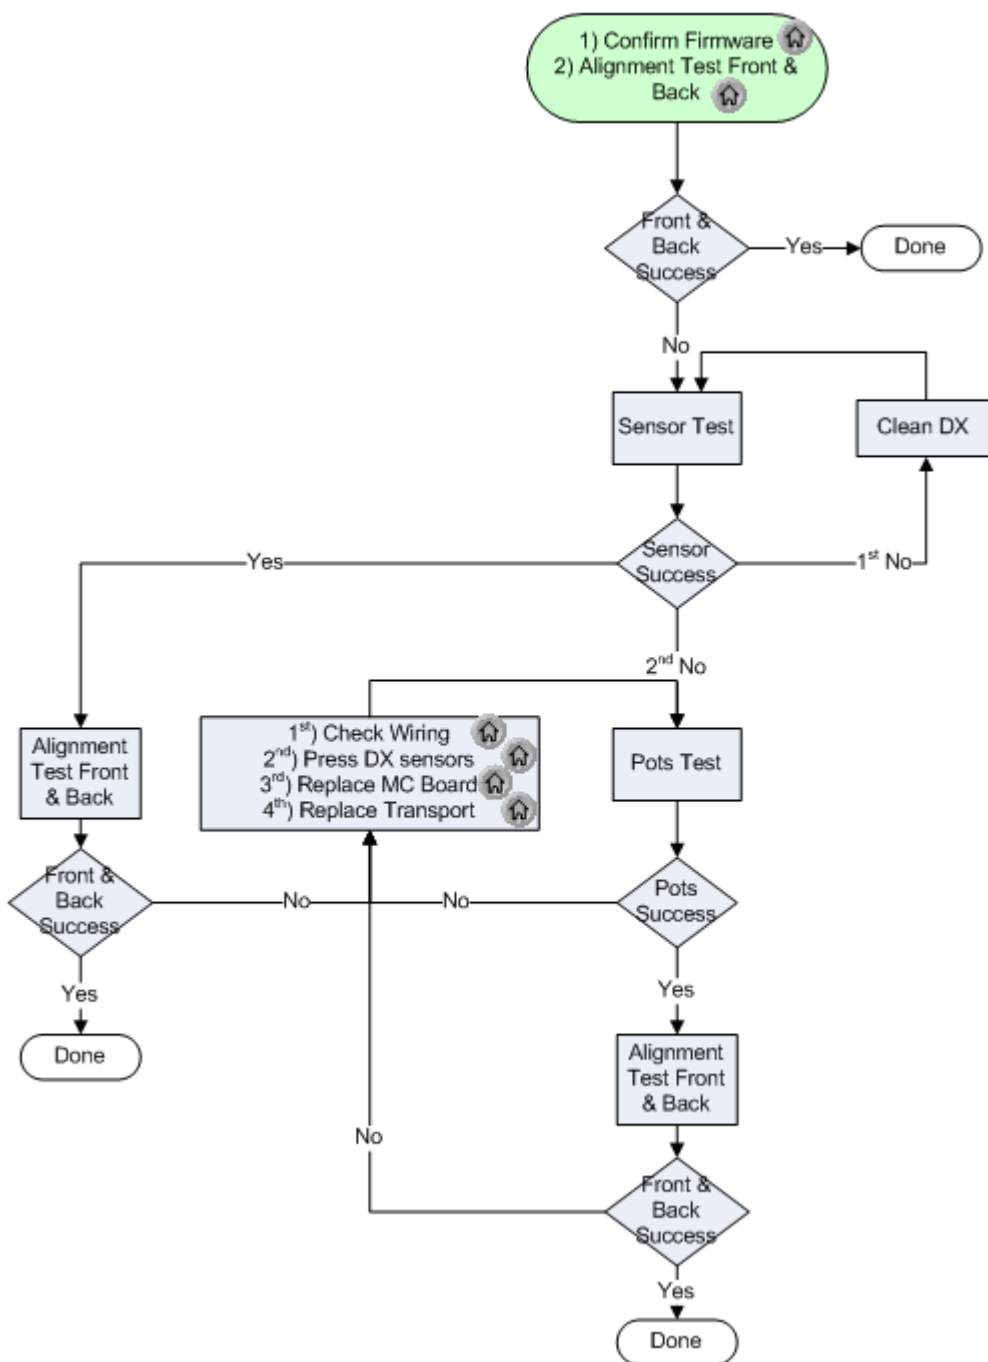 1) Confirm Firmware
2) Alignment Test Front &
Back
Front &
Back
Success
Yes
Done
No
Sensor Test
Clean DX
Sensor
Success
Yes
1st No
2nd No
1st) Check Wiring
2nd) Press DX sensors
3rd) Replace MC Board
4th) Replace Transport
Alignment
Test Front
& Back
Pots Test
Front &
Back
Success
No
No
Pots
Success
Yes
Yes
Done
Alignment
Test Front
& Back
No
Front &
Back
Success
Yes
Done